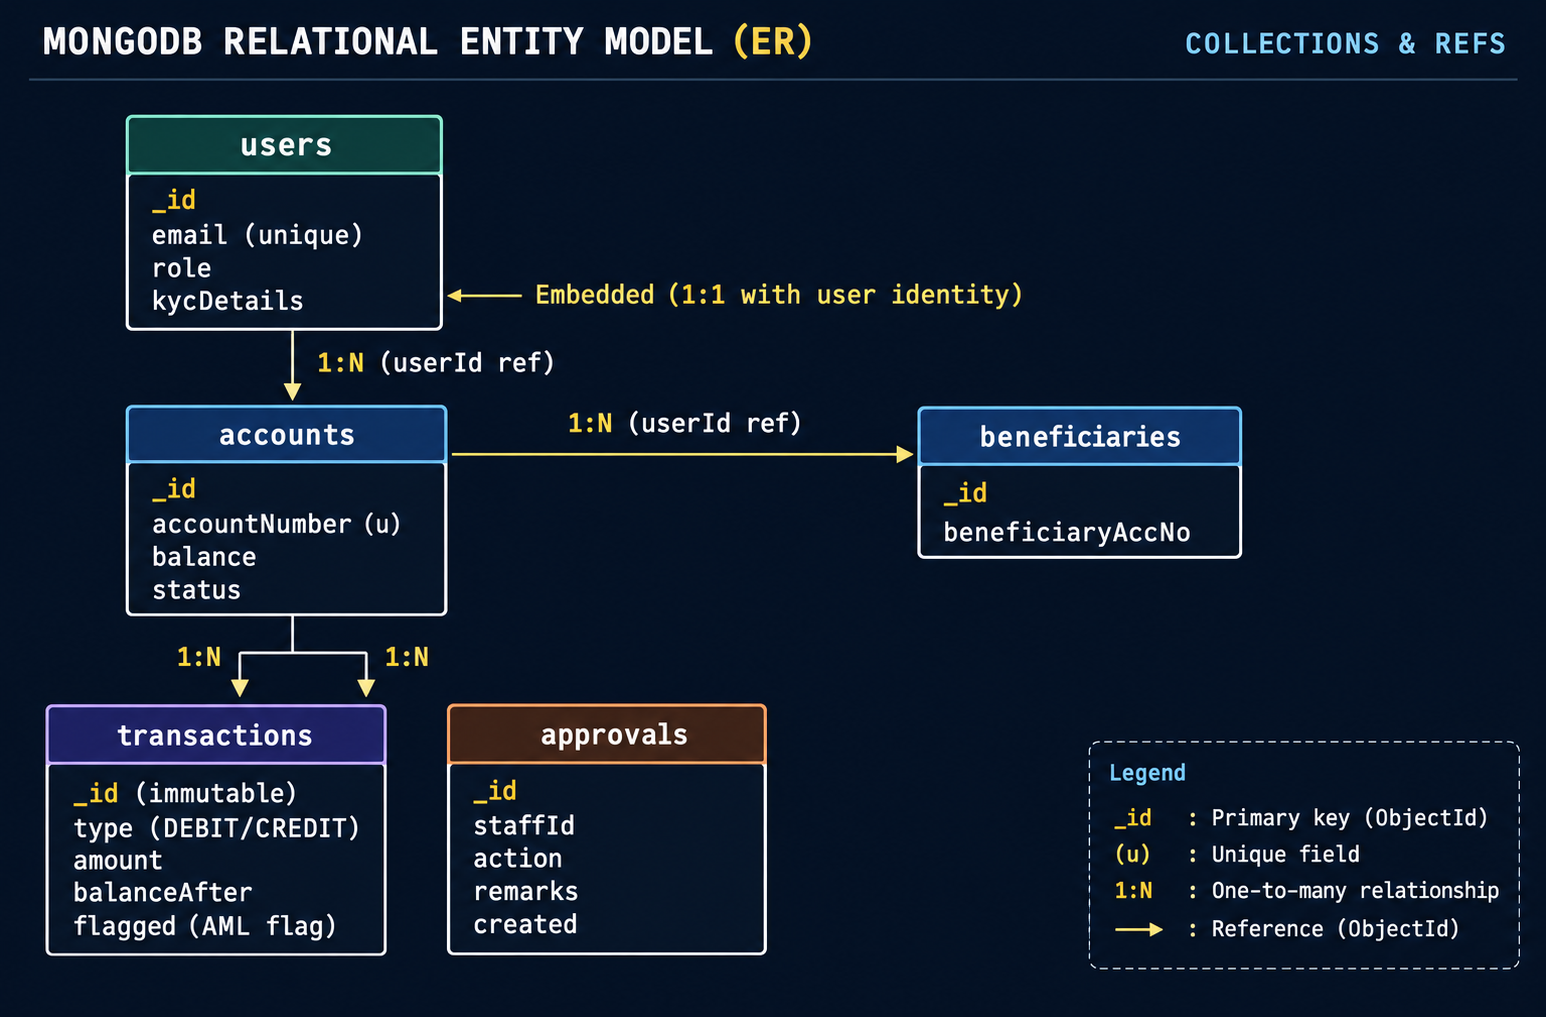 MONGODB RELATIONAL ENTITY MODEL (ER)
COLLECTIONS & REFS
users
_id
email (unique)
role
kycDetails
Embedded (1:1 with user identity)
1:N (userId ref)
accounts
_id
accountNumber (u)
balance
status
1:N (userId ref)
beneficiaries
_id
beneficiaryAccNo
1:N
1:N
transactions
_id (immutable)
type (DEBIT/CREDIT)
amount
balanceAfter
flagged (AML flag)
approvals
_id
staffId
action
remarks
created
Legend
_id : Primary key (ObjectId)
(u) : Unique field
1:N : One-to-many relationship
: Reference (ObjectId)